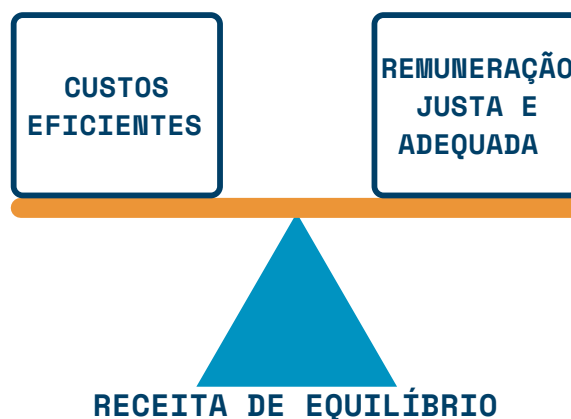 CUSTOS
EFICIENTES
REMUNERAÇÃO
JUSTA E
ADEQUADA
RECEITA DE EQUILÍBRIO